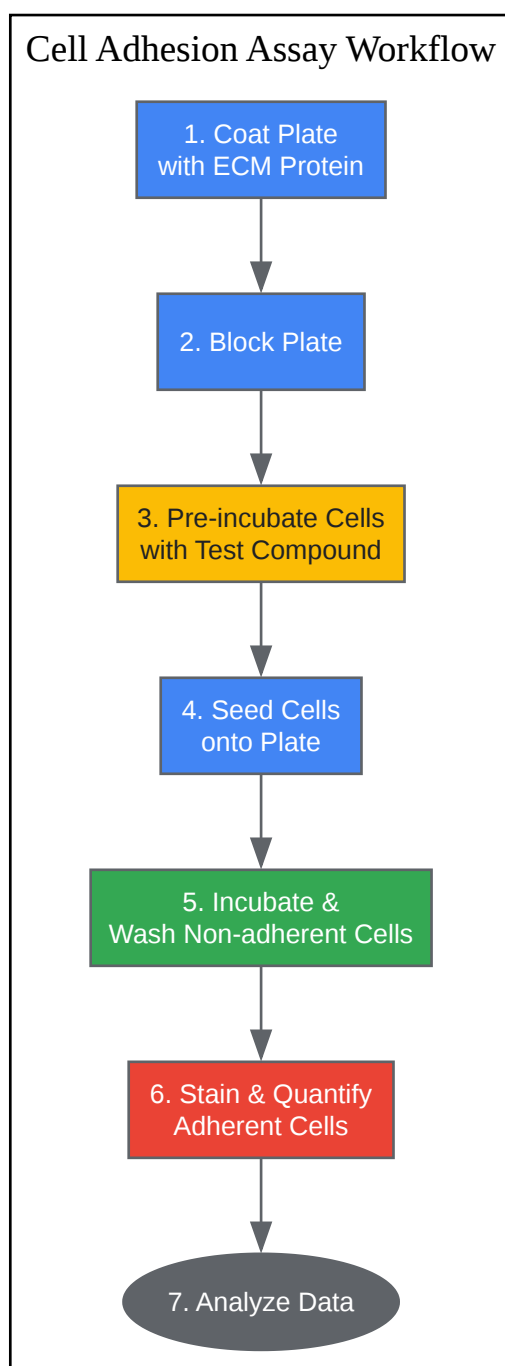 Cell Adhesion Assay Workflow
1. Coat Plate
with ECM Protein
2. Block Plate
3. Pre-incubate Cells
with Test Compound
4. Seed Cells
onto Plate
5. Incubate &
Wash Non-adherent Cells
6. Stain & Quantify
Adherent Cells
7. Analyze Data